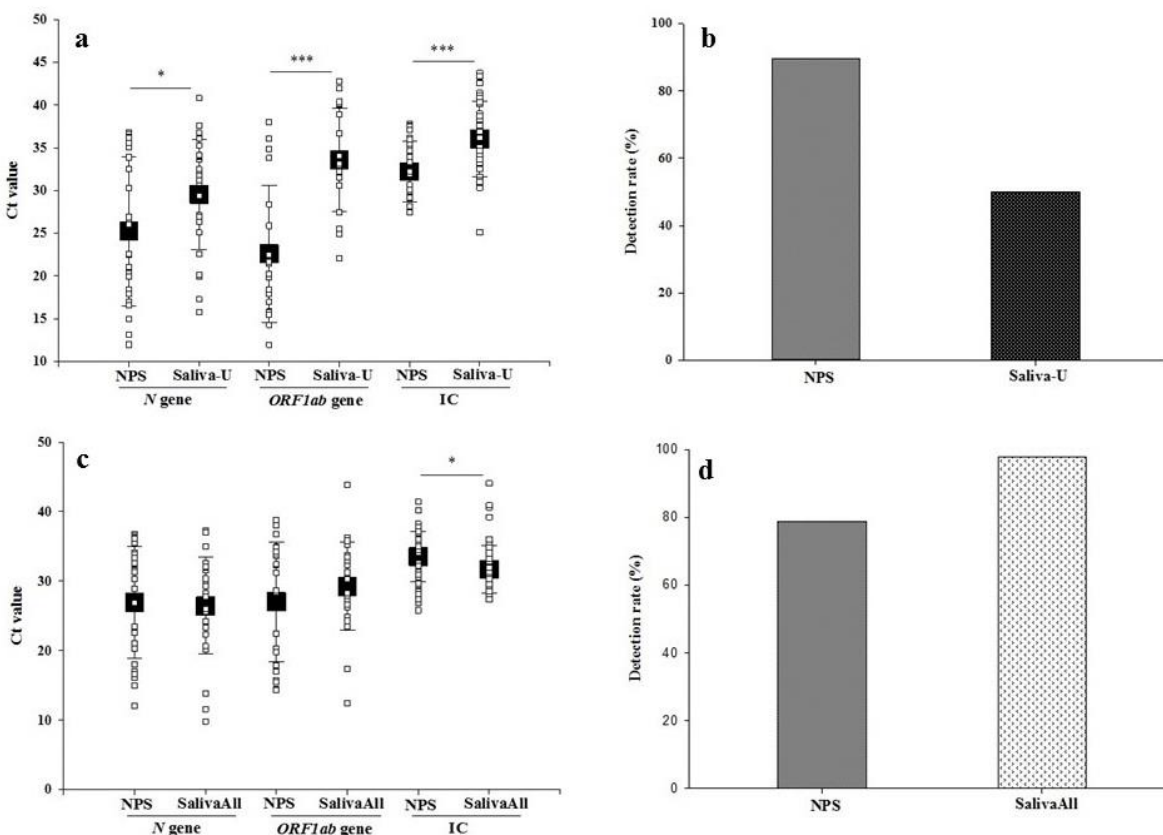 a
Ct value
50
45
40
35
30
25
20
15
10
*
***
***
NPS Saliva-U NPS Saliva-U NPS Saliva-U
N gene ORF1ab gene IC
b
Detection rate (%)
100
80
60
40
20
0
NPS Saliva-U
c
Ct value
50
40
30
20
10
0
*
NPS SalivaAll NPS SalivaAll NPS SalivaAll
N gene ORF1ab gene IC
d
Detection rate (%)
100
80
60
40
20
0
NPS SalivaAll